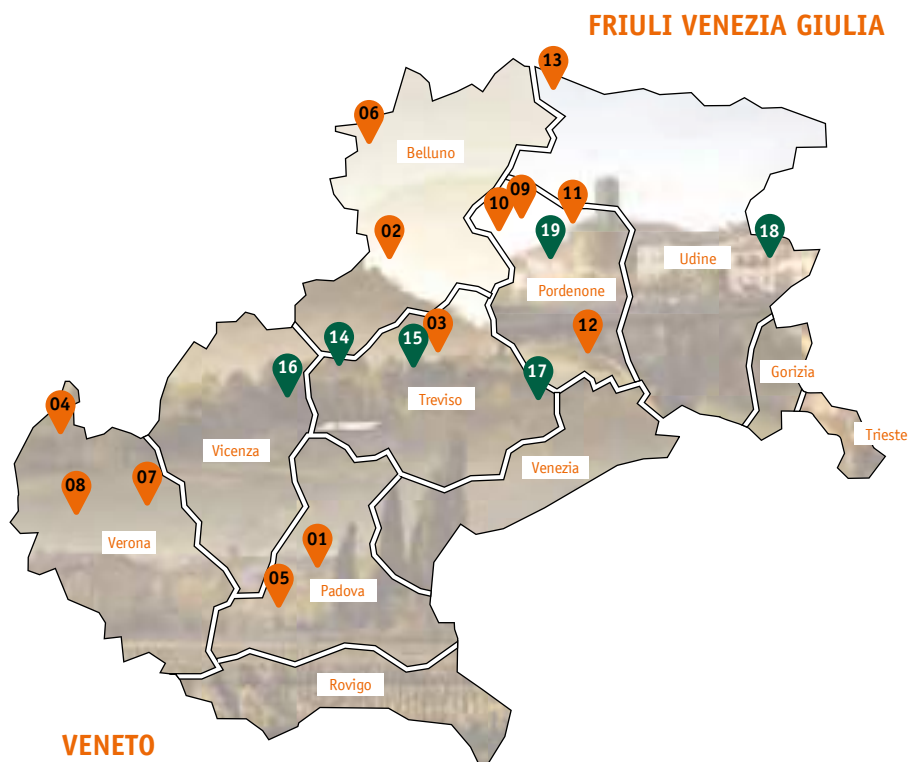 FRIULI VENEZIA GIULIA
13
06
Belluno
09
10
11
02
19
18
Udine
Pordenone
03
14
15
12
16
17
Gorizia
04
Treviso
Trieste
Vicenza
Venezia
07
08
Verona
01
05
Padova
Rovigo
VENETO